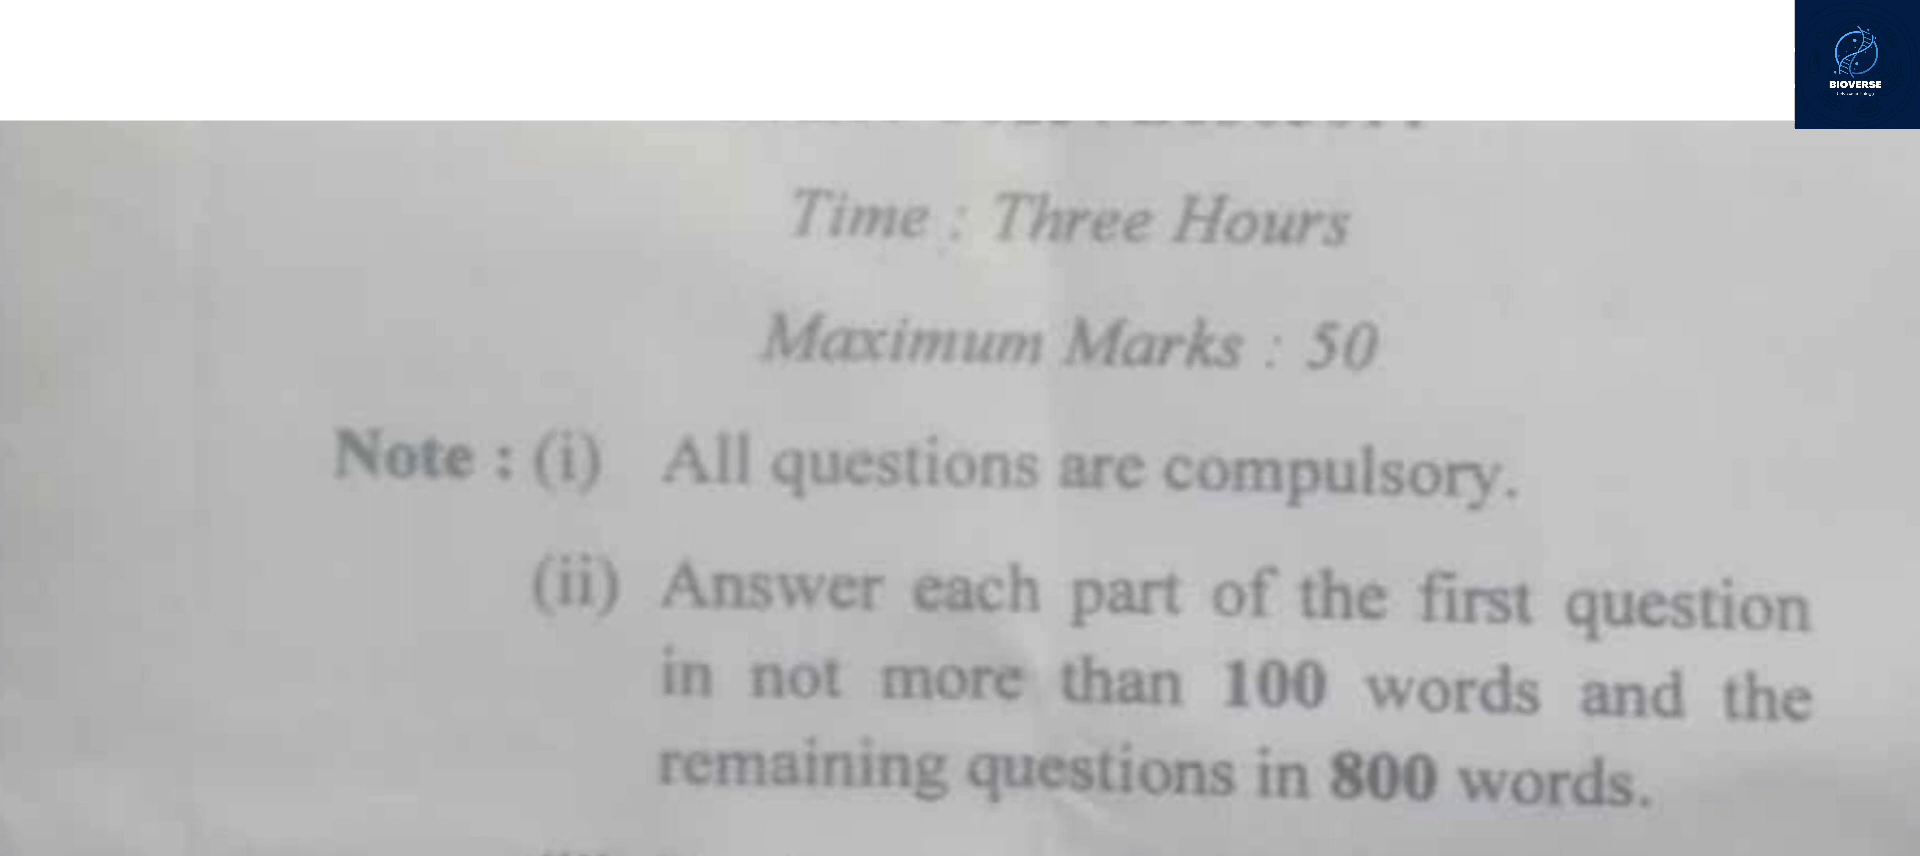 BIOVERSE
Time : Three Hours
Maximum Marks : 50
Note : (i) All questions are compulsory.
(ii) Answer each part of the first question
in not more than 100 words and the
remaining questions in 800 words.